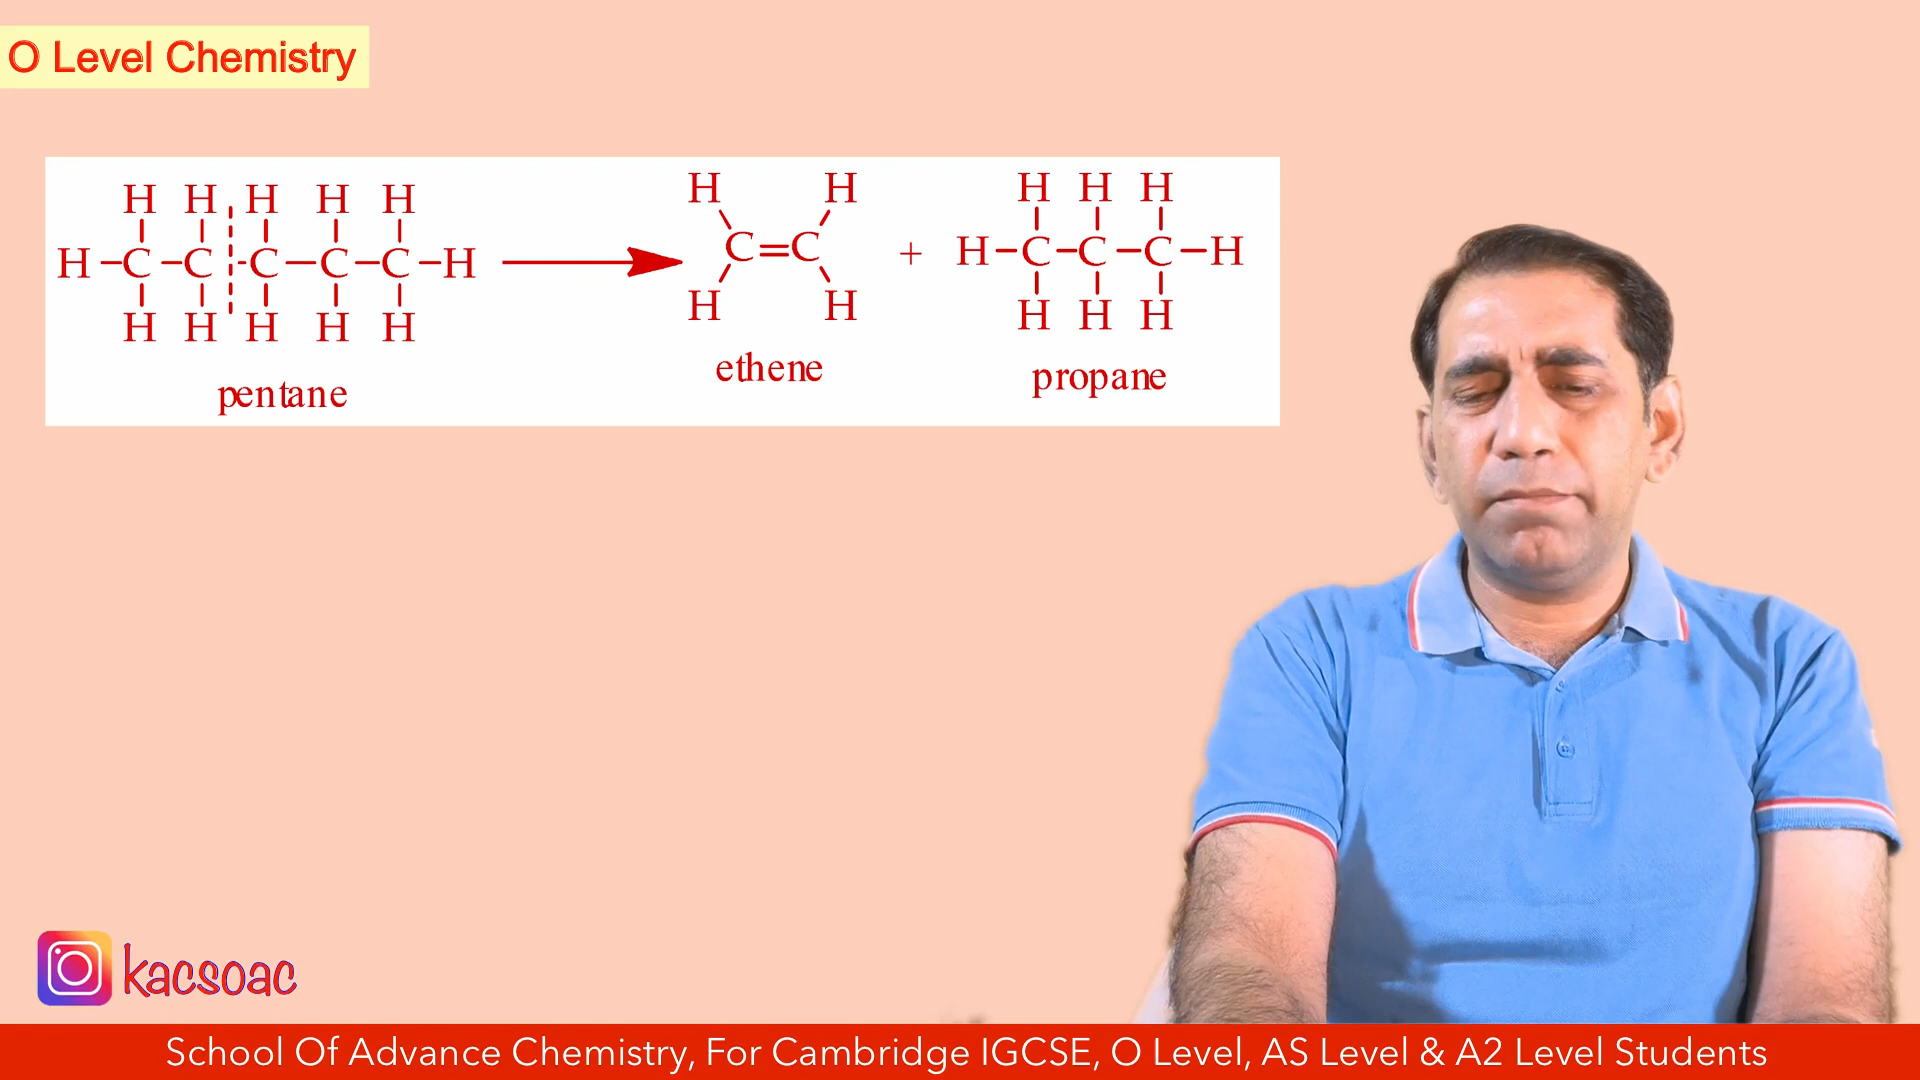 O Level Chemistry
H H H H H
H–C–C–C–C–C–H
H H H H H
pentane
H H
C=C
H H
ethene
+
H H H
H–C–C–C–H
H H H
propane
kacsoac
School Of Advance Chemistry, For Cambridge IGCSE, O Level, AS Level & A2 Level Students